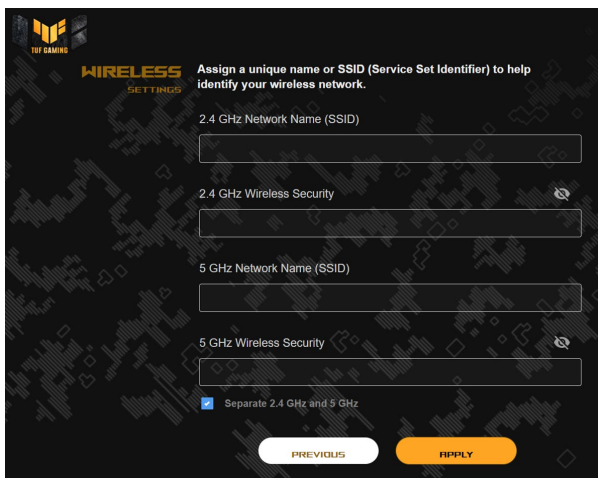 TUF GAMING
WIRELESS
SETTINGS
Assign a unique name or SSID (Service Set Identifier) to help
identify your wireless network.
2.4 GHz Network Name (SSID)
2.4 GHz Wireless Security
5 GHz Network Name (SSID)
5 GHz Wireless Security
Separate 2.4 GHz and 5 GHz
PREVIOUS
APPLY